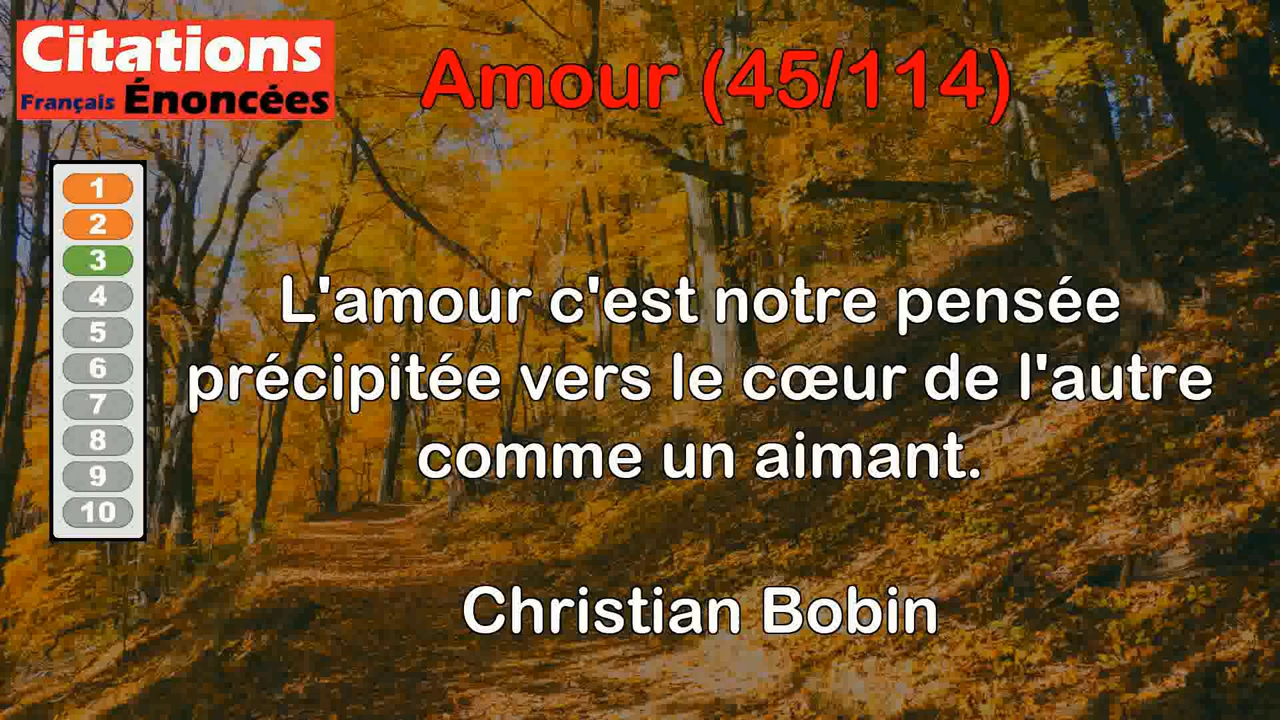 Citations
Français Énoncées
Amour (45/114)
1
2
3
4
5
6
7
8
9
10
L'amour c'est notre pensée
précipitée vers le cœur de l'autre
comme un aimant.
Christian Bobin